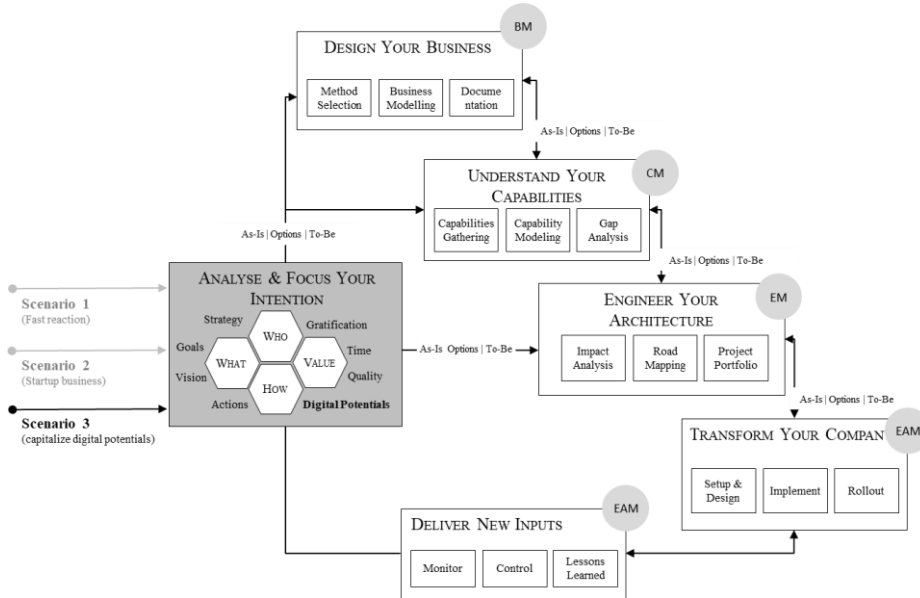 BM
DESIGN YOUR BUSINESS
Method
Selection
Business
Modelling
Docume
ntation
As-Is | Options | To-Be
CM
UNDERSTAND YOUR
CAPABILITIES
Capabilities
Gathering
Capability
Modeling
Gap
Analysis
As-Is | Options | To-Be
As-Is | Options | To-Be
ANALYSE & FOCUS YOUR
INTENTION
Strategy
WHO
Gratification
Goals
WHAT
VALUE
Time
Vision
Quality
HOW
Actions
Digital Potentials
Scenario 1
(Fast reaction)
Scenario 2
(Startup business)
Scenario 3
(capitalize digital potentials)
As-Is Options | To-Be
EM
ENGINEER YOUR
ARCHITECTURE
Impact
Analysis
Road
Mapping
Project
Portfolio
As-Is | Options | To-Be
EAM
TRANSFORM YOUR COMPAN
Setup &
Design
Implement
Rollout
EAM
DELIVER NEW INPUTS
Monitor
Control
Lessons
Learned